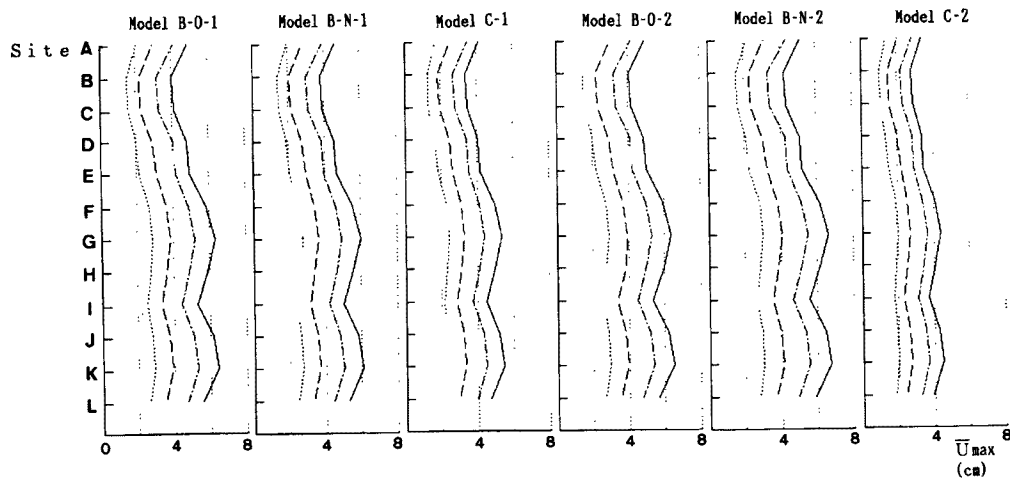 Model B-O-1 Model B-N-1 Model C-1 Model B-O-2 Model B-N-2 Model C-2
Site A
B
C
D
E
F
G
H
I
J
K
L
0 4 8 4 8 4 8 4 8 4 8 4 8
U̅max
(cm)